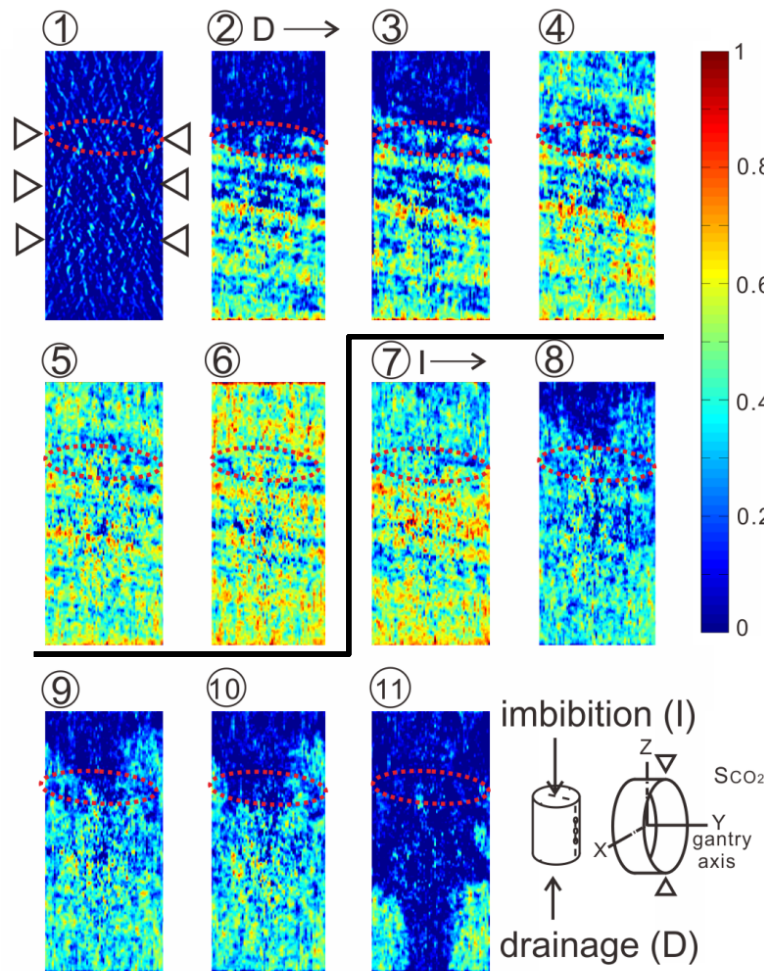 ① ② D ③ ④
1
0.8
0.6
0.4
0.2
0
⑤ ⑥ ⑦ I ⑧
⑨ ⑩ ⑪
imbibition (I)
Z
SCO2
X
Y
gantry
axis
drainage (D)